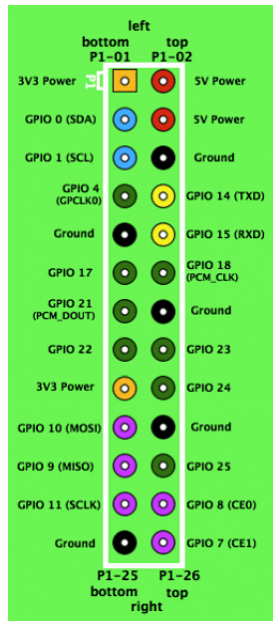 left
bottom top
P1-01 P1-02
3V3 Power P1 5V Power
GPIO 0 (SDA) 5V Power
GPIO 1 (SCL) Ground
GPIO 4 GPIO 14 (TXD)
(GPCLK0)
Ground GPIO 15 (RXD)
GPIO 17 GPIO 18
(PCM_CLK)
GPIO 21 Ground
(PCM_DOUT)
GPIO 22 GPIO 23
3V3 Power GPIO 24
GPIO 10 (MOSI) Ground
GPIO 9 (MISO) GPIO 25
GPIO 11 (SCLK) GPIO 8 (CE0)
Ground GPIO 7 (CE1)
P1-25 P1-26
bottom top
right